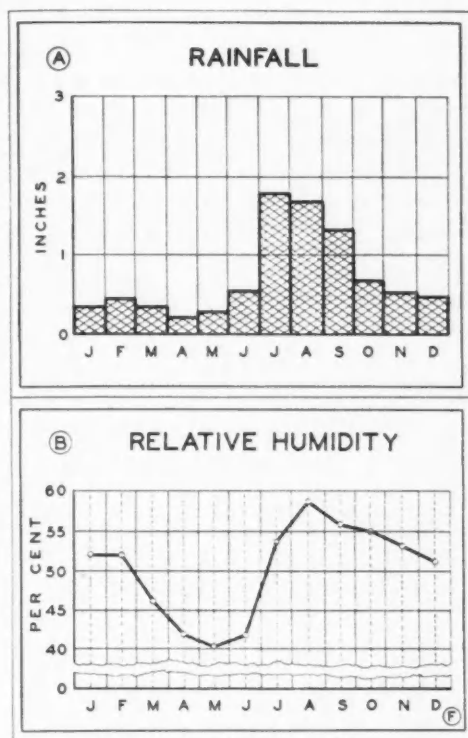 A RAINFALL
3
2
1
0
INCHES
J F M A M J J A S O N D
B RELATIVE HUMIDITY
60
55
50
45
40
0
PER CENT
J F M A M J J A S O N D
F